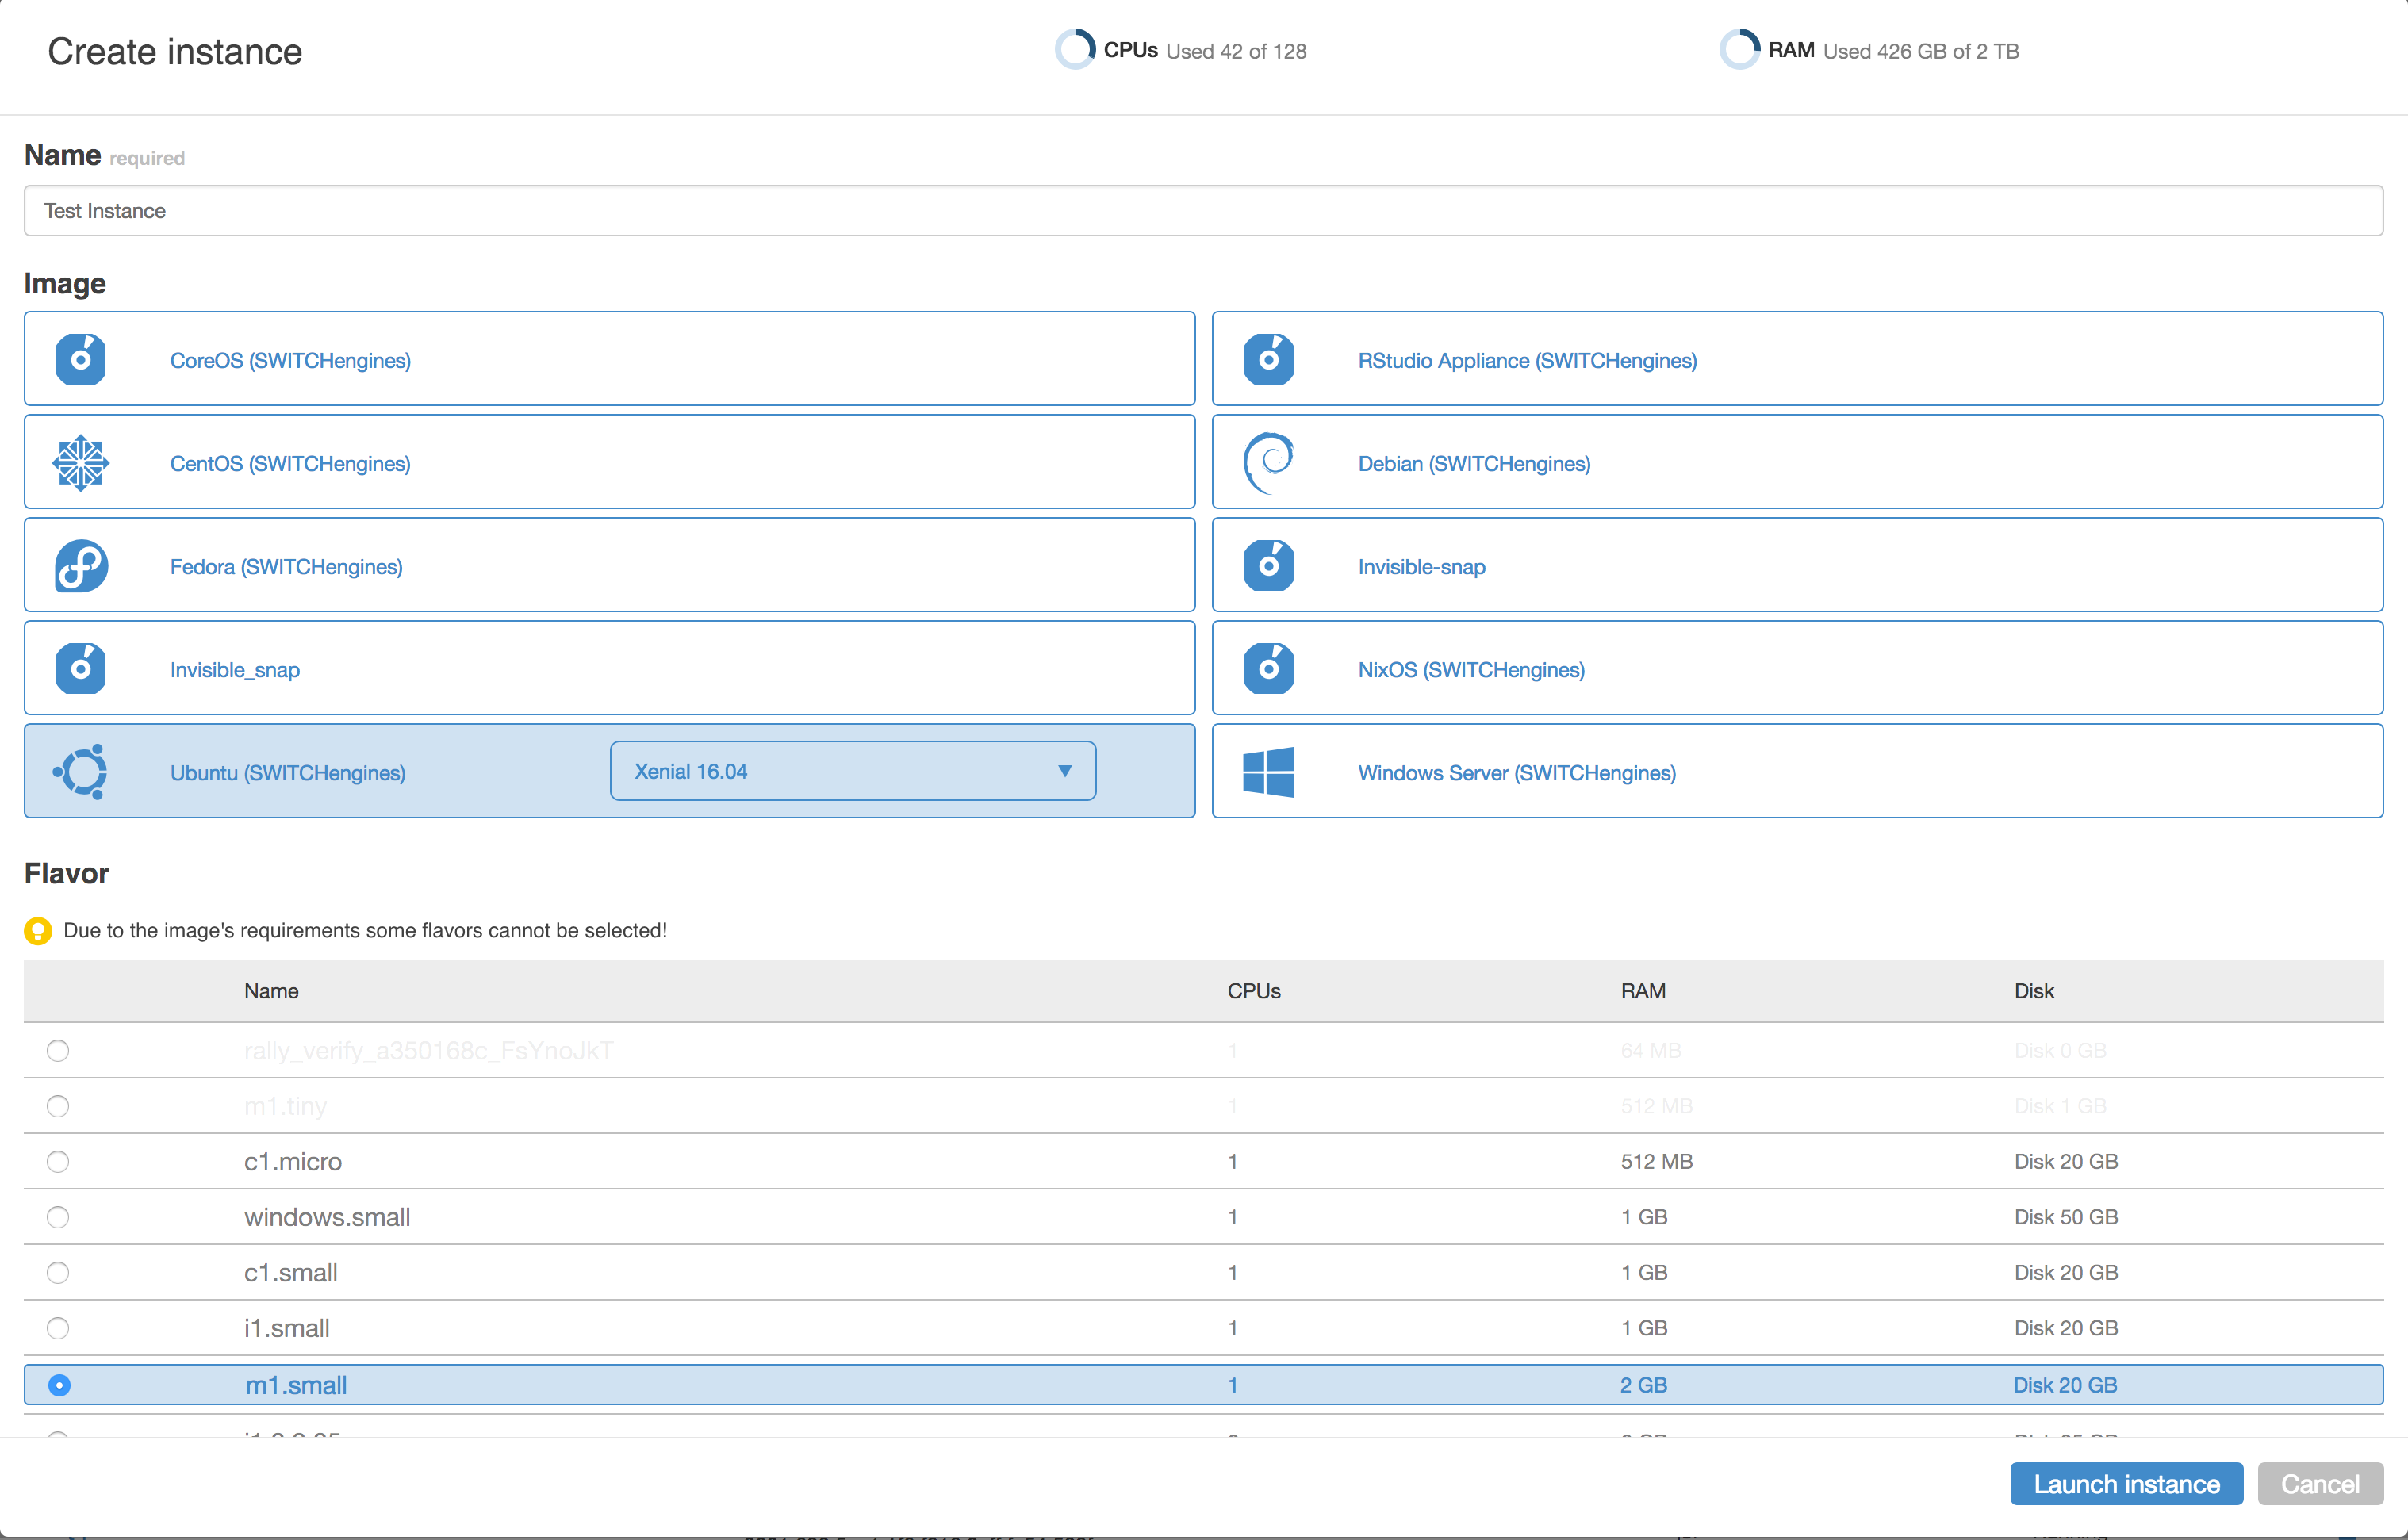 Create instance
CPUs Used 42 of 128
RAM Used 426 GB of 2 TB
Name required
Test Instance
Image
CoreOS (SWITCHengines)
RStudio Appliance (SWITCHengines)
CentOS (SWITCHengines)
Debian (SWITCHengines)
Fedora (SWITCHengines)
Invisible-snap
Invisible_snap
NixOS (SWITCHengines)
Ubuntu (SWITCHengines) Xenial 16.04
Windows Server (SWITCHengines)
Flavor
Due to the image's requirements some flavors cannot be selected!
Name CPUs RAM Disk
rally_verify_a350168c_FsYnoJkT 1 64 MB Disk 0 GB
m1.tiny 1 512 MB Disk 1 GB
c1.micro 1 512 MB Disk 20 GB
windows.small 1 1 GB Disk 50 GB
c1.small 1 1 GB Disk 20 GB
i1.small 1 1 GB Disk 20 GB
m1.small 1 2 GB Disk 20 GB
Launch instance Cancel